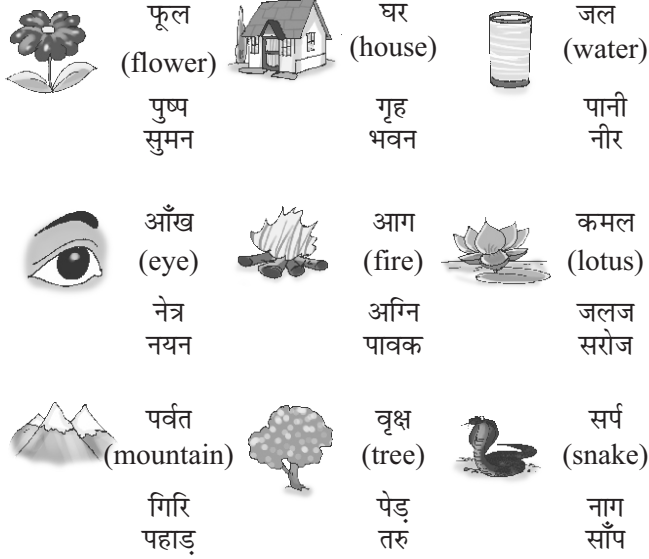 फूल
(flower)
पुष्प
सुमन
घर
(house)
गृह
भवन
जल
(water)
पानी
नीर
आँख
(eye)
नेत्र
नयन
आग
(fire)
अग्नि
पावक
कमल
(lotus)
जलज
सरोज
पर्वत
(mountain)
गिरि
पहाड़
वृक्ष
(tree)
पेड़
तरु
सर्प
(snake)
नाग
साँप